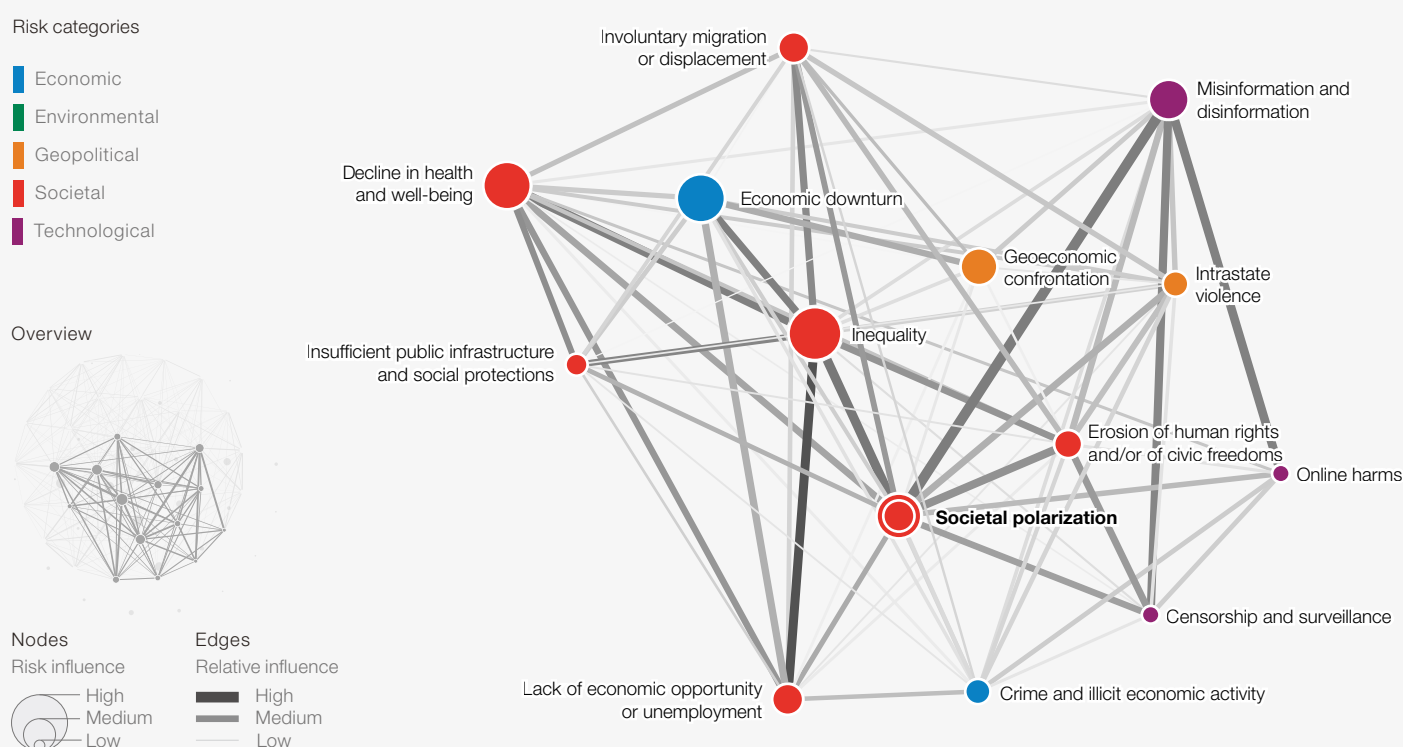 Risk categories
Economic
Environmental
Geopolitical
Societal
Technological
Overview
Nodes
Risk influence
High
Medium
Low
Edges
Relative influence
High
Medium
Low
Involuntary migration
or displacement
Misinformation and
disinformation
Decline in health
and well-being
Economic downturn
Geoeconomic
confrontation
Intrastate
violence
Inequality
Insufficient public infrastructure
and social protections
Erosion of human rights
and/or of civic freedoms
Online harms
Societal polarization
Censorship and surveillance
Lack of economic opportunity
or unemployment
Crime and illicit economic activity